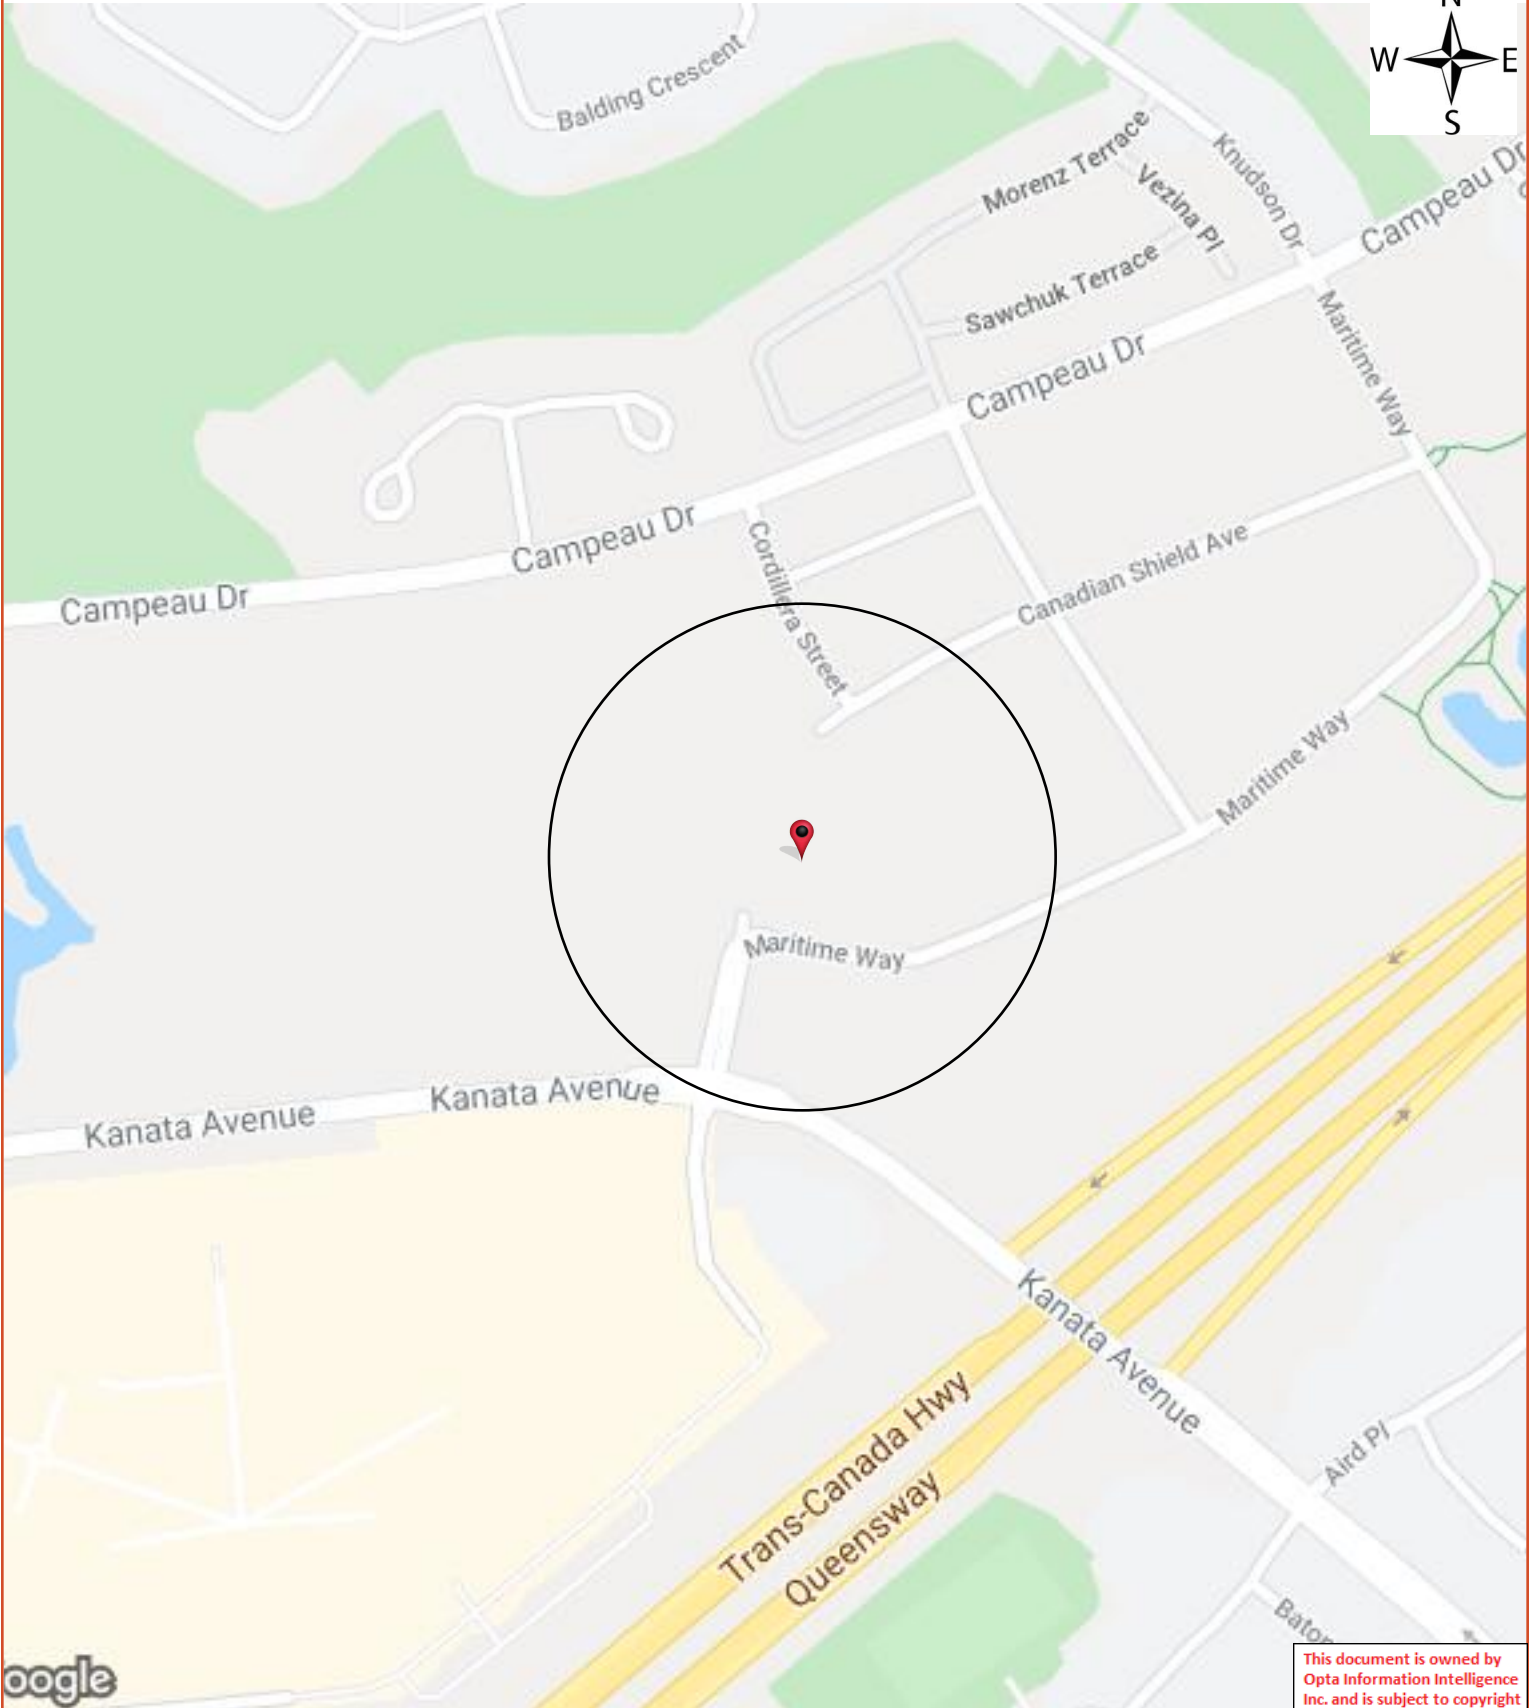 N
W E
S
Balding Crescent
Morenz Terrace
Vezina Pl
Knudson Dr
Campeau Dr
Sawchuk Terrace
Maritime Way
Campeau Dr
Campeau Dr
Cordillera Street
Canadian Shield Ave
Campeau Dr
Maritime Way
Maritime Way
Kanata Avenue
Kanata Avenue
Kanata Avenue
Trans-Canada Hwy
Queensway
Aird Pl
Baton
oogle
This document is owned by
Opta Information Intelligence
Inc. and is subject to copyright